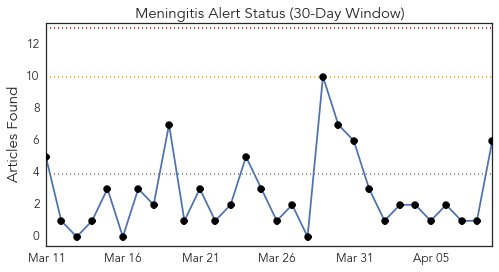 Meningitis Alert Status (30-Day Window)
Articles Found
12
10
8
6
4
2
0
Mar 11
Mar 16
Mar 21
Mar 26
Mar 31
Apr 05